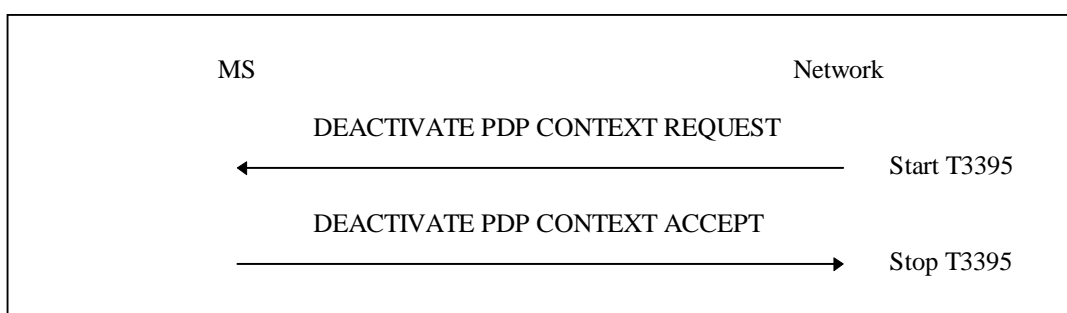 MS Network
DEACTIVATE PDP CONTEXT REQUEST
Start T3395
DEACTIVATE PDP CONTEXT ACCEPT
Stop T3395